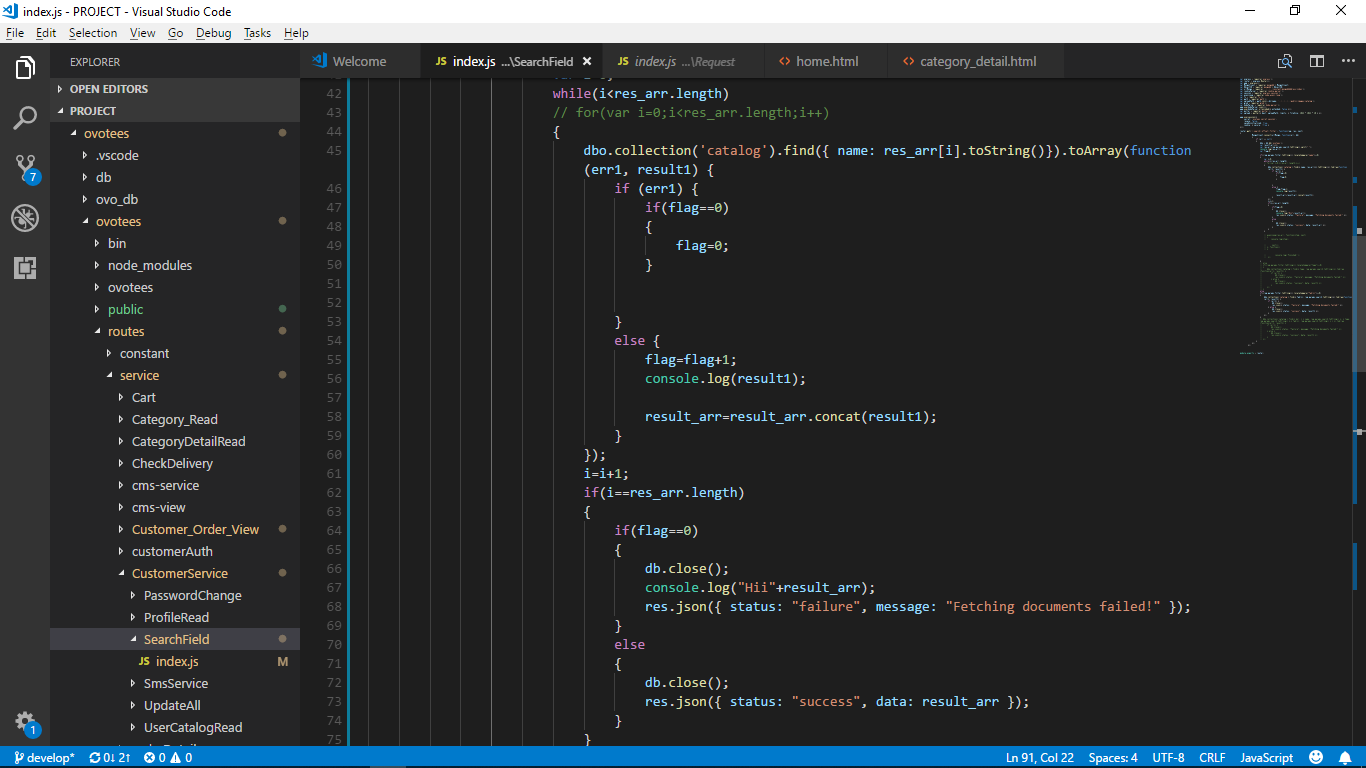 index.js - PROJECT - Visual Studio Code
File Edit Selection View Go Debug Tasks Help
EXPLORER
OPEN EDITORS
PROJECT
ovotees
.vscode
db
ovo_db
ovotees
bin
node_modules
ovotees
public
routes
constant
service
Cart
Category_Read
CategoryDetailRead
CheckDelivery
cms-service
cms-view
Customer_Order_View
customerAuth
CustomerService
PasswordChange
ProfileRead
SearchField
JS index.js M
SmsService
UpdateAll
UserCatalogRead
7
1
Welcome JS index.js ...\SearchField × JS index.js ...\Request <> home.html <> category_detail.html
42 while(i<res_arr.length)
43 // for(var i=0;i<res_arr.length;i++)
44 {
45 dbo.collection('catalog').find({ name: res_arr[i].toString()}).toArray(function
(err1, result1) {
46 if (err1) {
47 if(flag==0)
48 {
49 flag=0;
50 }
51
52
53 }
54 else {
55 flag=flag+1;
56 console.log(result1);
57
58 result_arr=result_arr.concat(result1);
59 }
60 });
61 i=i+1;
62 if(i==res_arr.length)
63 {
64 if(flag==0)
65 {
66 db.close();
67 console.log("Hii"+result_arr);
68 res.json({ status: "failure", message: "Fetching documents failed!" });
69 }
70 else
71 {
72 db.close();
73 res.json({ status: "success", data: result_arr });
74 }
75 }
develop* 0↓ 2↑ 0 0 Ln 91, Col 22 Spaces: 4 UTF-8 CRLF JavaScript